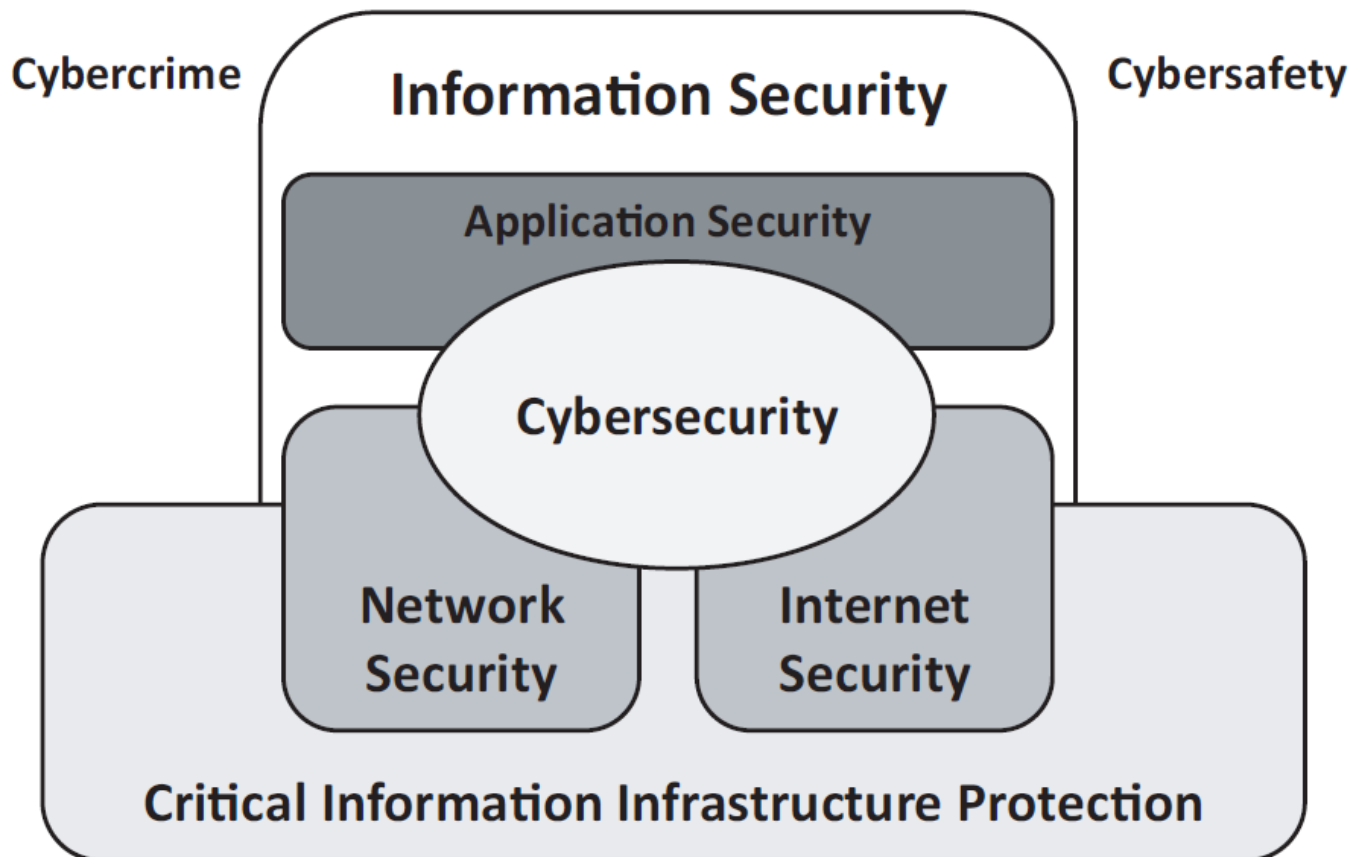 Cybercrime
Information Security
Cybersafety
Application Security
Cybersecurity
Network
Security
Internet
Security
Critical Information Infrastructure Protection